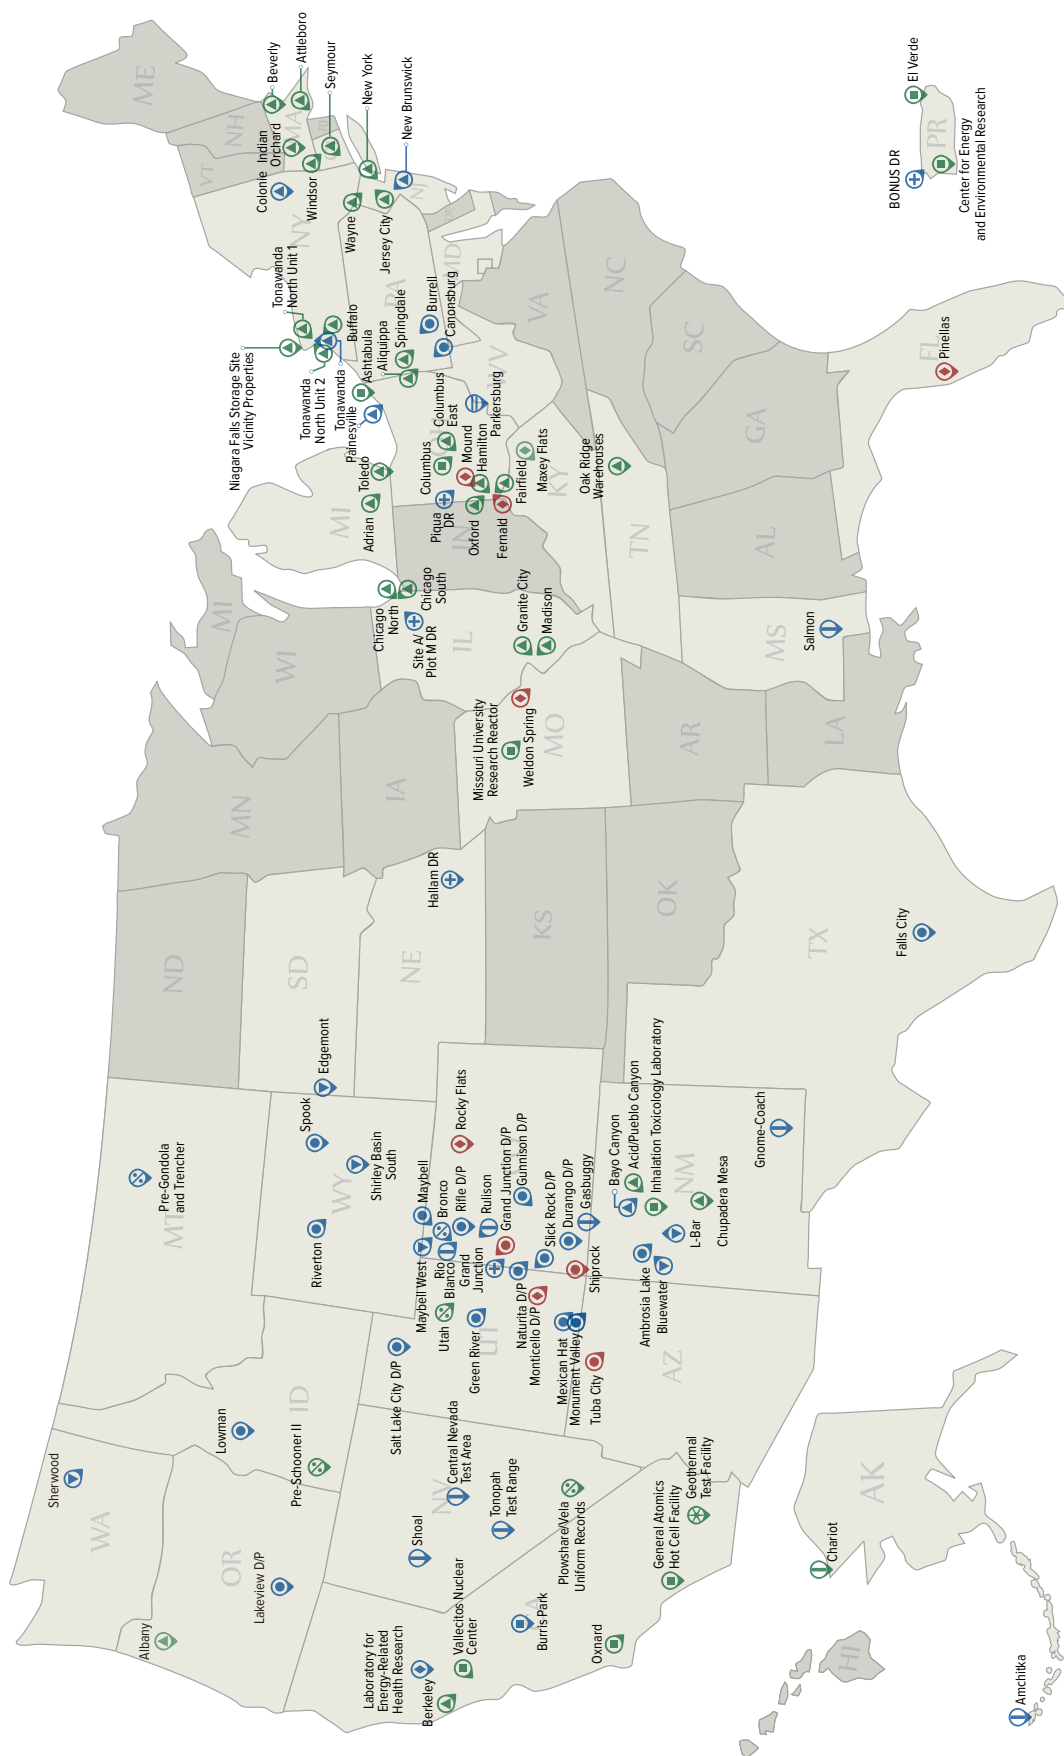 WA
Sherwood
OR
Albany
Lakeview D/P
ID
Lowman
Pre-Schooner II
MT
Pre-Gondola
and Trencher
WY
Spook
Riverton
Shirley Basin
South
ND
SD
Edgemont
NE
Hallam DR
KS
OK
MN
IA
WI
MI
MI
Adrian
Toledo
NV
Shoal
Central Nevada
Test Area
Tonopah
Test Range
Plowshare/Vela
Uniform Records
CA
Laboratory for
Energy-Related
Health Research
Berkeley
Vallecitos Nuclear
Center
Burris Park
Oxnard
General Atomics
Hot Cell Facility
Geothermal
Test Facility
UT
Salt Lake City D/P
Utah
Green River
Monticello D/P
Mexican Hat
AZ
Monument Valley
Tuba City
CO
Maybell West
Maybell
Rio
Blanco
Bronco
Rifle D/P
Rulison
Rocky Flats
Grand
Junction
Grand Junction D/P
Gunnison D/P
Naturita D/P
Slick Rock D/P
Durango D/P
NM
Gasbuggy
Shiprock
Bayo Canyon
Acid/Pueblo Canyon
Inhalation Toxicology Laboratory
Ambrosia Lake
Bluewater
L-Bar
Chupadera Mesa
Gnome-Coach
TX
Falls City
MO
Missouri University
Research Reactor
Weldon Spring
AR
LA
MS
Salmon
IL
Chicago
North
Chicago
South
Site A/
Plot M DR
Granite City
Madison
IN
OH
Painesville
Ashtabula
Columbus
Columbus
East
Piqua
DR
Mound
Hamilton
Oxford
Fairfield
Fernald
KY
Maxey Flats
TN
Oak Ridge
Warehouses
AL
GA
FL
Pinellas
SC
NC
VA
WV
Parkersburg
MD
DE
PA
Aliquippa
Springdale
Burrell
Canonsburg
NY
Niagara Falls Storage Site
Vicinity Properties
Tonawanda
North Unit 1
Tonawanda
North Unit 2
Tonawanda
Buffalo
Colonie
New York
NJ
Wayne
Jersey City
New Brunswick
VT
NH
ME
MA
Beverly
Attleboro
Indian
Orchard
RI
Windsor
Seymour
AK
Chariot
Amchitka
HI
PR
El Verde
BONUS DR
Center for Energy
and Environmental Research